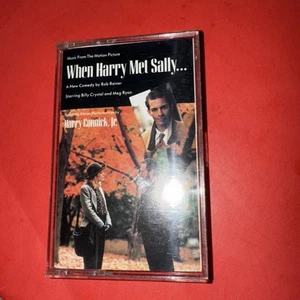 Music From The Motion Picture
When Harry Met Sally...
A New Comedy by Rob Reiner
Starring Billy Crystal and Meg Ryan
Harry Connick, Jr.